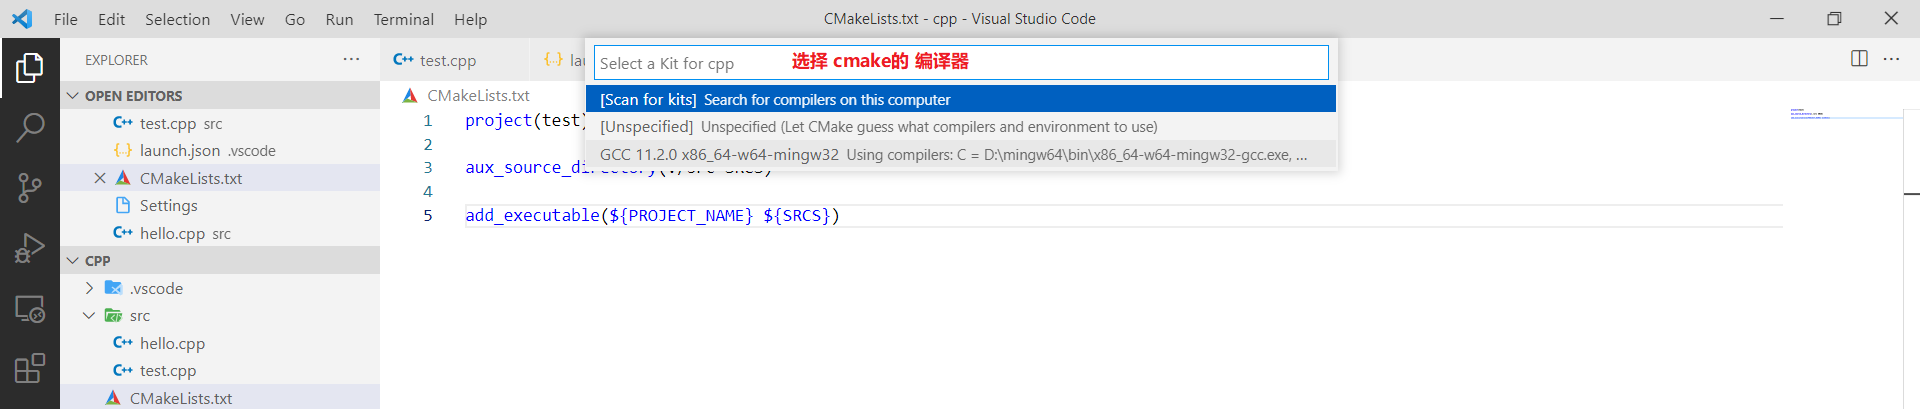 File Edit Selection View Go Run Terminal Help
CMakeLists.txt - cpp - Visual Studio Code
EXPLORER
OPEN EDITORS
test.cpp src
launch.json .vscode
CMakeLists.txt
Settings
hello.cpp src
CPP
.vscode
src
hello.cpp
test.cpp
CMakeLists.txt
test.cpp
Select a Kit for cpp
选择 cmake的 编译器
[Scan for kits] Search for compilers on this computer
[Unspecified] Unspecified (Let CMake guess what compilers and environment to use)
GCC 11.2.0 x86_64-w64-mingw32 Using compilers: C = D:\mingw64\bin\x86_64-w64-mingw32-gcc.exe, ...
CMakeLists.txt
1 project(test)
2
3 aux_source_directory(./src SRCS)
4
5 add_executable(${PROJECT_NAME} ${SRCS})